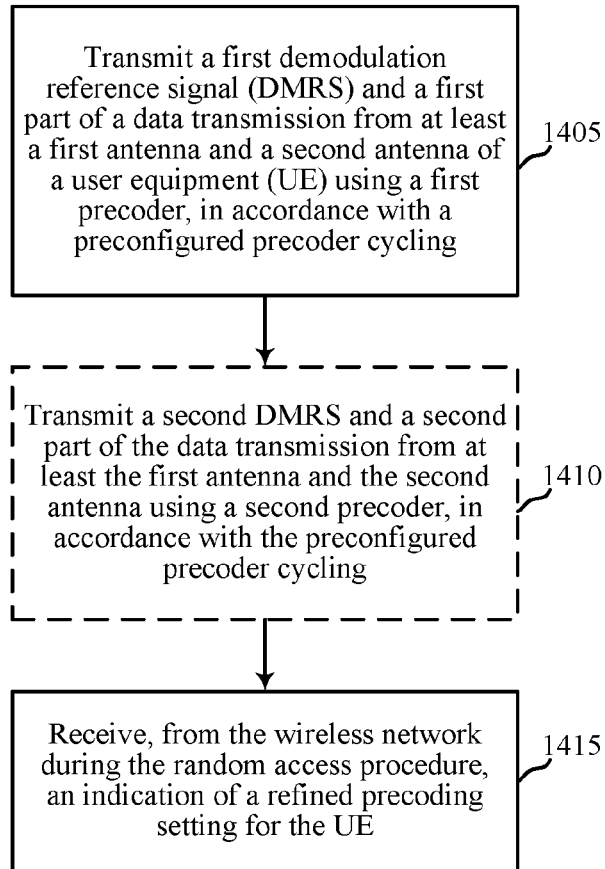 Transmit a first demodulation
reference signal (DMRS) and a first
part of a data transmission from at least
a first antenna and a second antenna of
a user equipment (UE) using a first
precoder, in accordance with a
preconfigured precoder cycling
1405
Transmit a second DMRS and a second
part of the data transmission from at
least the first antenna and the second
antenna using a second precoder, in
accordance with the preconfigured
precoder cycling
1410
Receive, from the wireless network
during the random access procedure,
an indication of a refined precoding
setting for the UE
1415